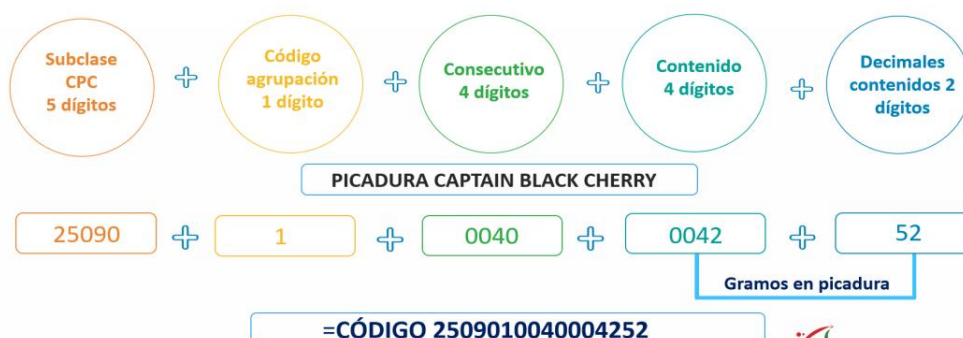 Subclase
CPC
5 dígitos
Código
agrupación
1 dígito
Consecutivo
4 dígitos
Contenido
4 dígitos
Decimales
contenidos 2
dígitos
PICADURA CAPTAIN BLACK CHERRY
25090
1
0040
0042
52
Gramos en picadura
=CÓDIGO 2509010040004252